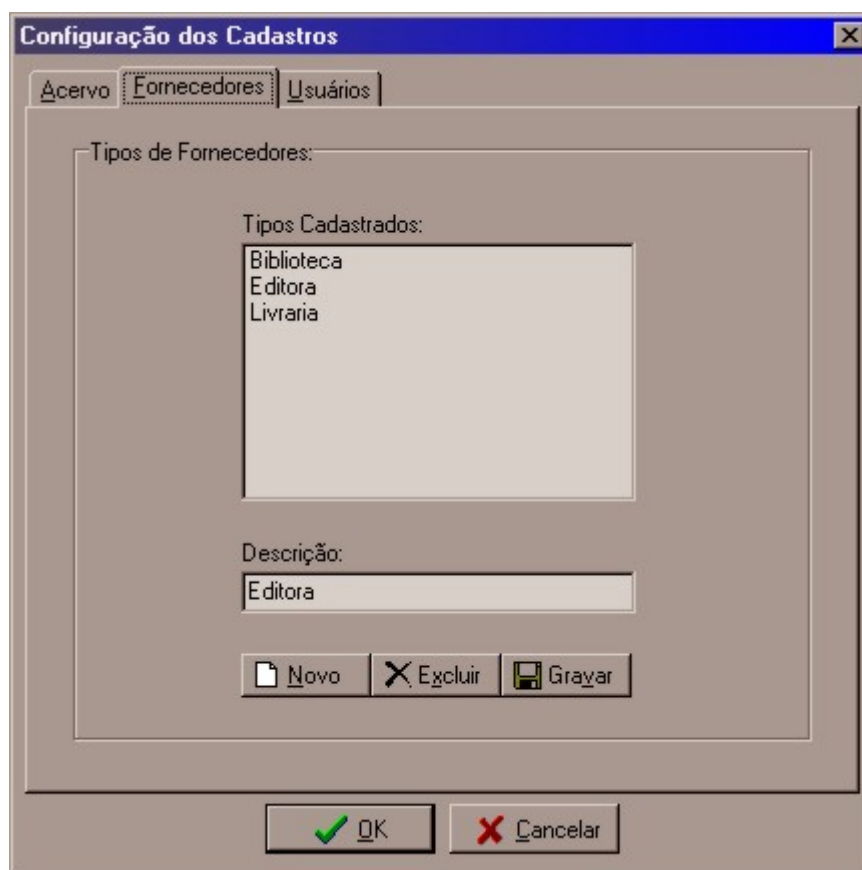 Configuração dos Cadastros
Acervo Fornecedores Usuários
Tipos de Fornecedores:
Tipos Cadastrados:
Biblioteca
Editora
Livraria
Descrição:
Editora
Novo Excluir Gravar
OK Cancelar